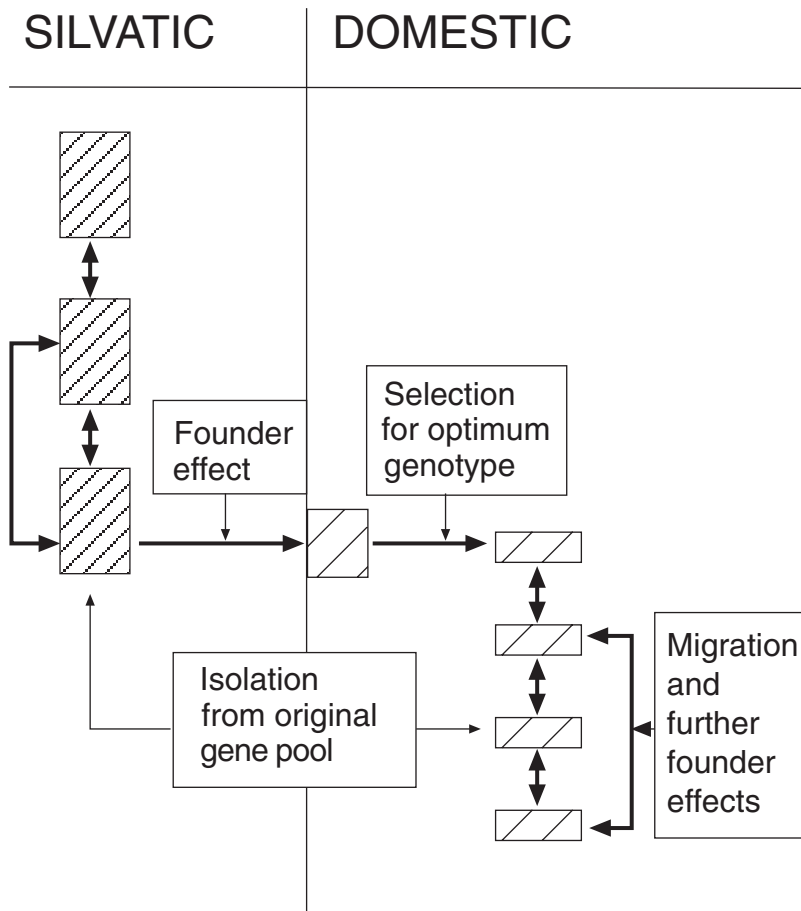 SILVATIC
DOMESTIC
Founder
effect
Selection
for optimum
genotype
Isolation
from original
gene pool
Migration
and
further
founder
effects